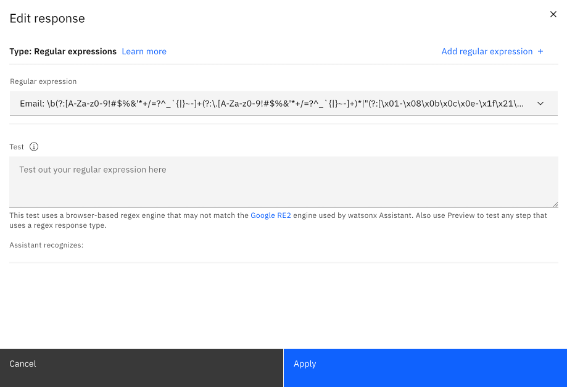 Edit response
Type: Regular expressions Learn more Add regular expression +
Regular expression
Email: \b(?:[A-Za-z0-9!#$%&'*+/=?^_`{|}~-]+(?:\.[A-Za-z0-9!#$%&'*+/=?^_`{|}~-]+)*|"(?:[\x01-\x08\x0b\x0c\x0e-\x1f\x21\...
Test
Test out your regular expression here
This test uses a browser-based regex engine that may not match the Google RE2 engine used by watsonx Assistant. Also use Preview to test any step that
uses a regex response type.
Assistant recognizes:
Cancel Apply